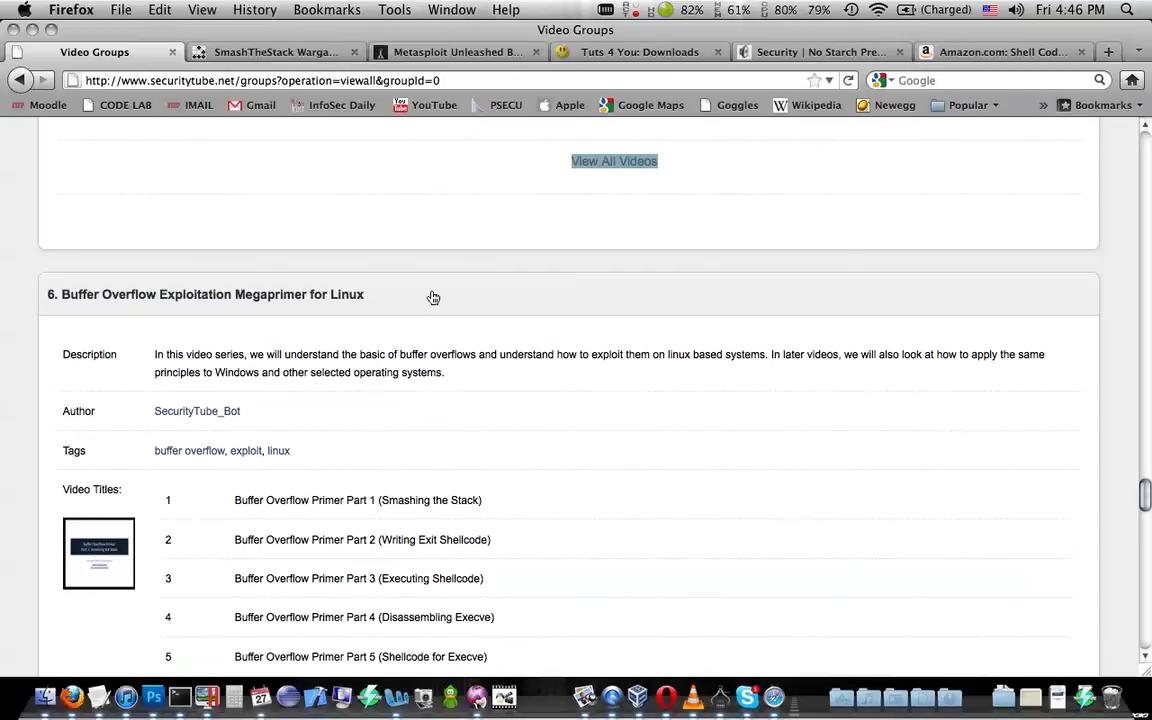 Firefox File Edit View History Bookmarks Tools Window Help 82% 61% 80% 79% (Charged) Fri 4:46 PM
Video Groups
Video Groups SmashTheStack Warga... Metasploit Unleashed B... Tuts 4 You: Downloads Security | No Starch Pre... Amazon.com: Shell Cod...
http://www.securitytube.net/groups?operation=viewall&groupId=0 Google
Moodle CODE LAB IMAIL Gmail InfoSec Daily YouTube PSECU Apple Google Maps Goggles Wikipedia Newegg Popular » Bookmarks
View All Videos
6. Buffer Overflow Exploitation Megaprimer for Linux
Description In this video series, we will understand the basic of buffer overflows and understand how to exploit them on linux based systems. In later videos, we will also look at how to apply the same
principles to Windows and other selected operating systems.
Author SecurityTube_Bot
Tags buffer overflow, exploit, linux
Video Titles:
1 Buffer Overflow Primer Part 1 (Smashing the Stack)
2 Buffer Overflow Primer Part 2 (Writing Exit Shellcode)
3 Buffer Overflow Primer Part 3 (Executing Shellcode)
4 Buffer Overflow Primer Part 4 (Disassembling Execve)
5 Buffer Overflow Primer Part 5 (Shellcode for Execve)